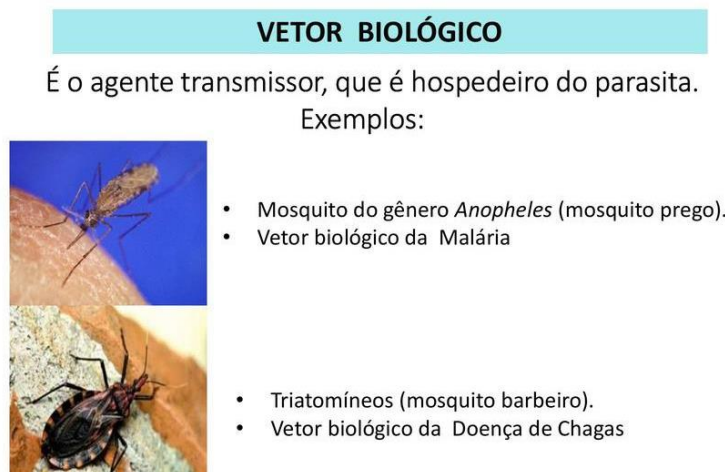 VETOR BIOLÓGICO
É o agente transmissor, que é hospedeiro do parasita.
Exemplos:
• Mosquito do gênero Anopheles (mosquito prego).
• Vetor biológico da Malária
• Triatomíneos (mosquito barbeiro).
• Vetor biológico da Doença de Chagas